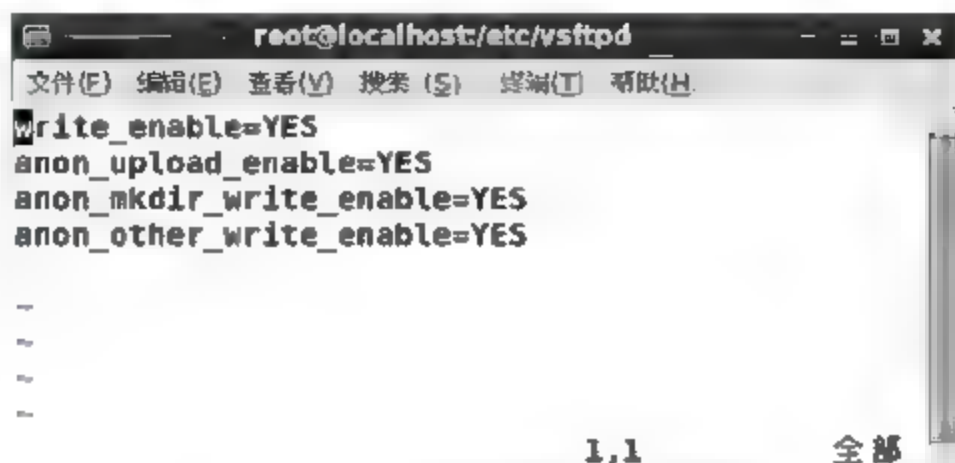 root@localhost:/etc/vsftpd
文件(F) 编辑(E) 查看(V) 搜索 (S) 终端(T) 帮助(H)
write_enable=YES
anon_upload_enable=YES
anon_mkdir_write_enable=YES
anon_other_write_enable=YES
~
~
~
~
1,1 全部